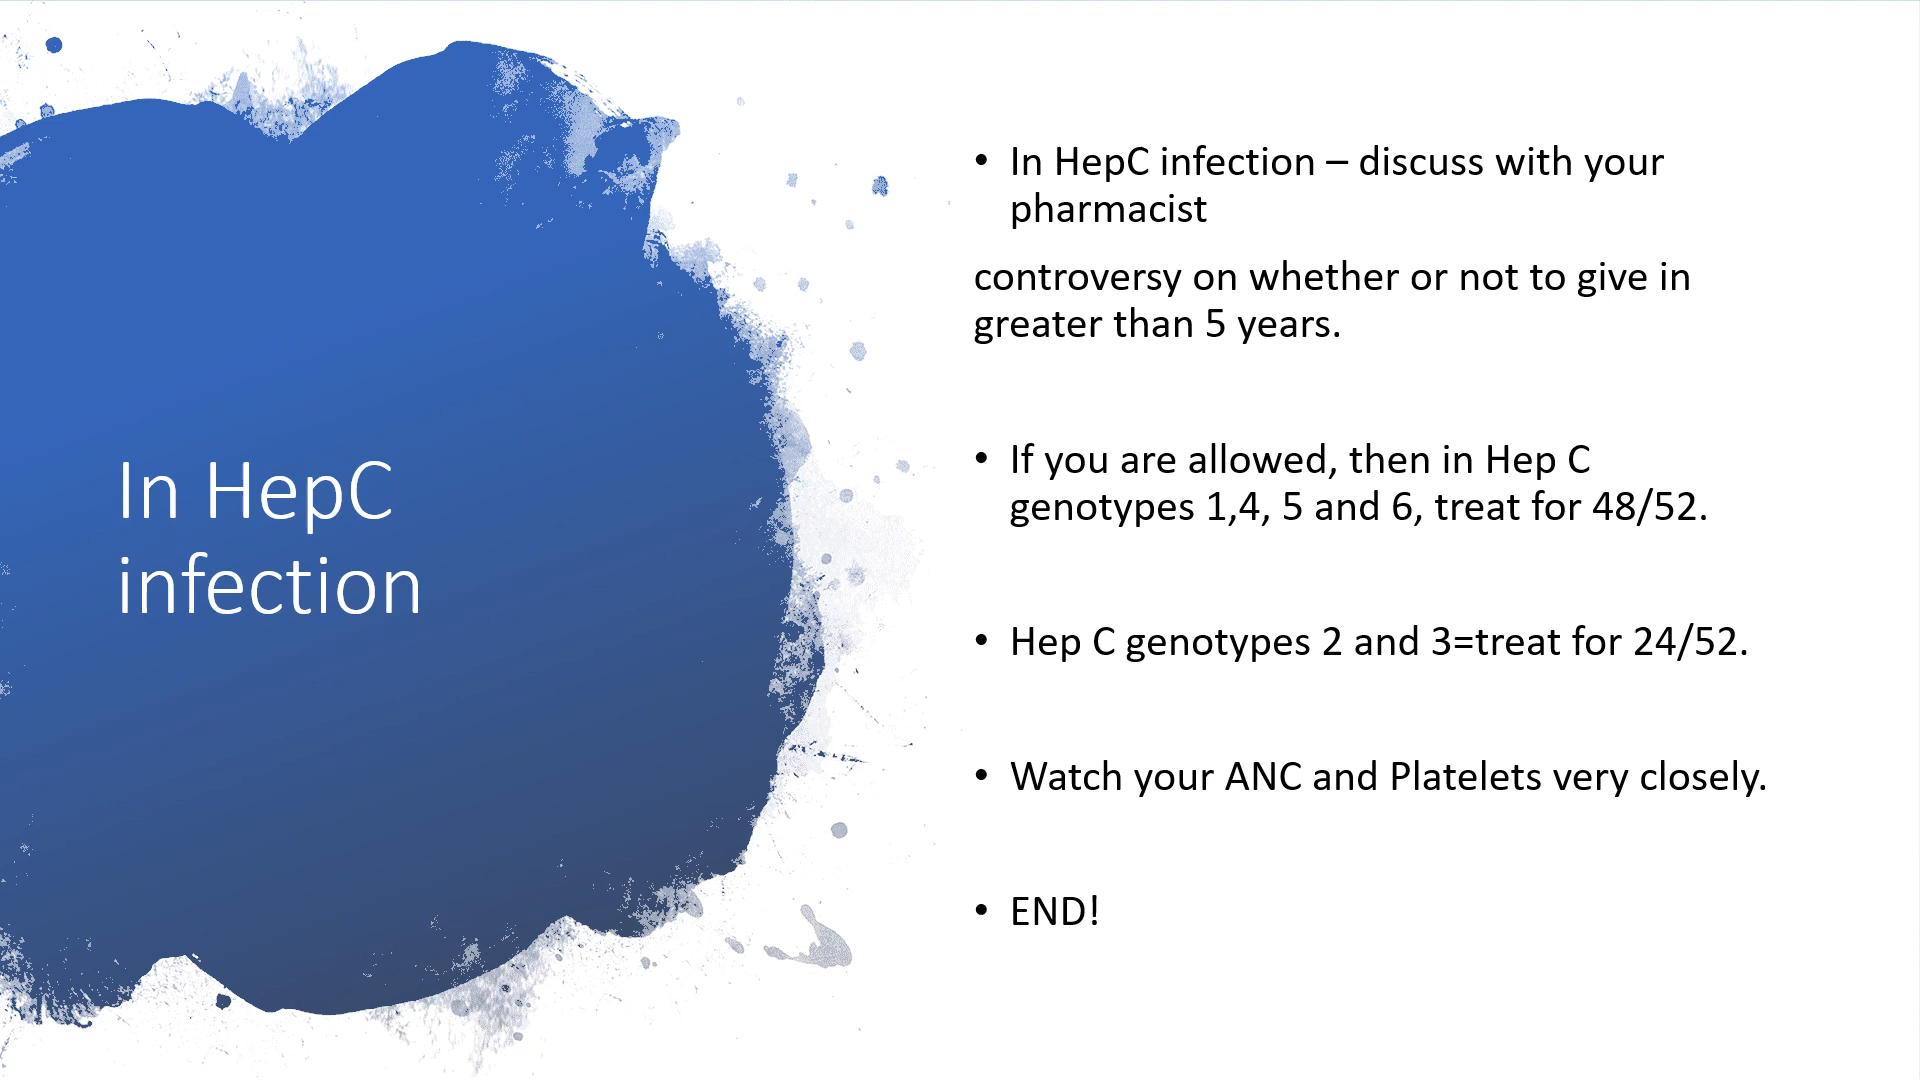 In HepC
infection
• In HepC infection – discuss with your
pharmacist
controversy on whether or not to give in
greater than 5 years.
• If you are allowed, then in Hep C
genotypes 1,4, 5 and 6, treat for 48/52.
• Hep C genotypes 2 and 3=treat for 24/52.
• Watch your ANC and Platelets very closely.
• END!